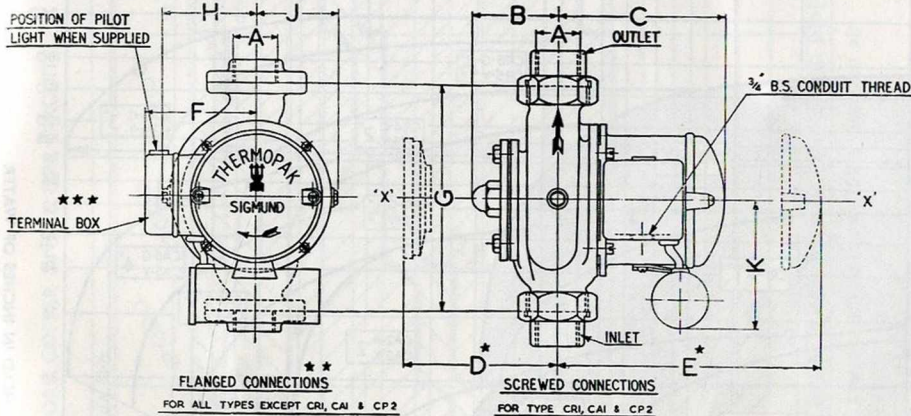 POSITION OF PILOT
LIGHT WHEN SUPPLIED
H
J
A
F
THERMOPAK
SIGMUND
★★★
TERMINAL BOX
G
B
C
A
OUTLET
3/4" B.S. CONDUIT THREAD
'X'
'X'
K
INLET
D★
E★
FLANGED CONNECTIONS ★★
FOR ALL TYPES EXCEPT CRI, CAI & CP2
SCREWED CONNECTIONS
FOR TYPE CRI, CAI & CP2